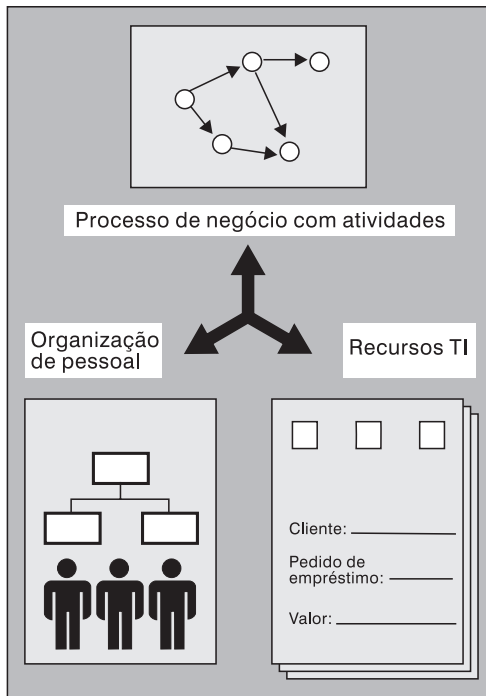 Processo de negócio com atividades
Organização
de pessoal
Recursos TI
Cliente:
Pedido de
empréstimo:
Valor: